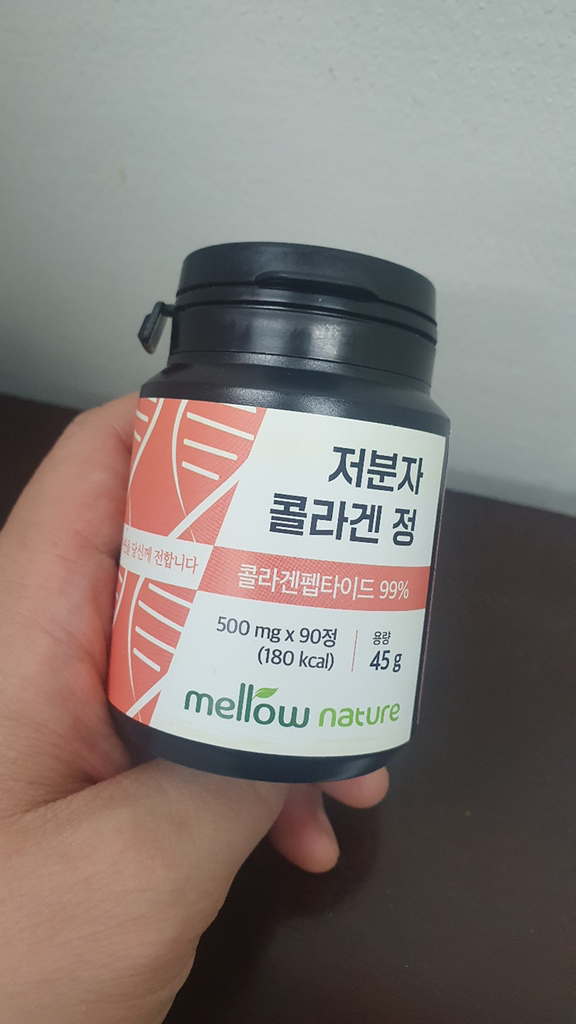 저분자
콜라겐 정
당신께 전합니다
콜라겐펩타이드 99%
500 mg x 90정
(180 kcal)
용량
45 g
mellow nature